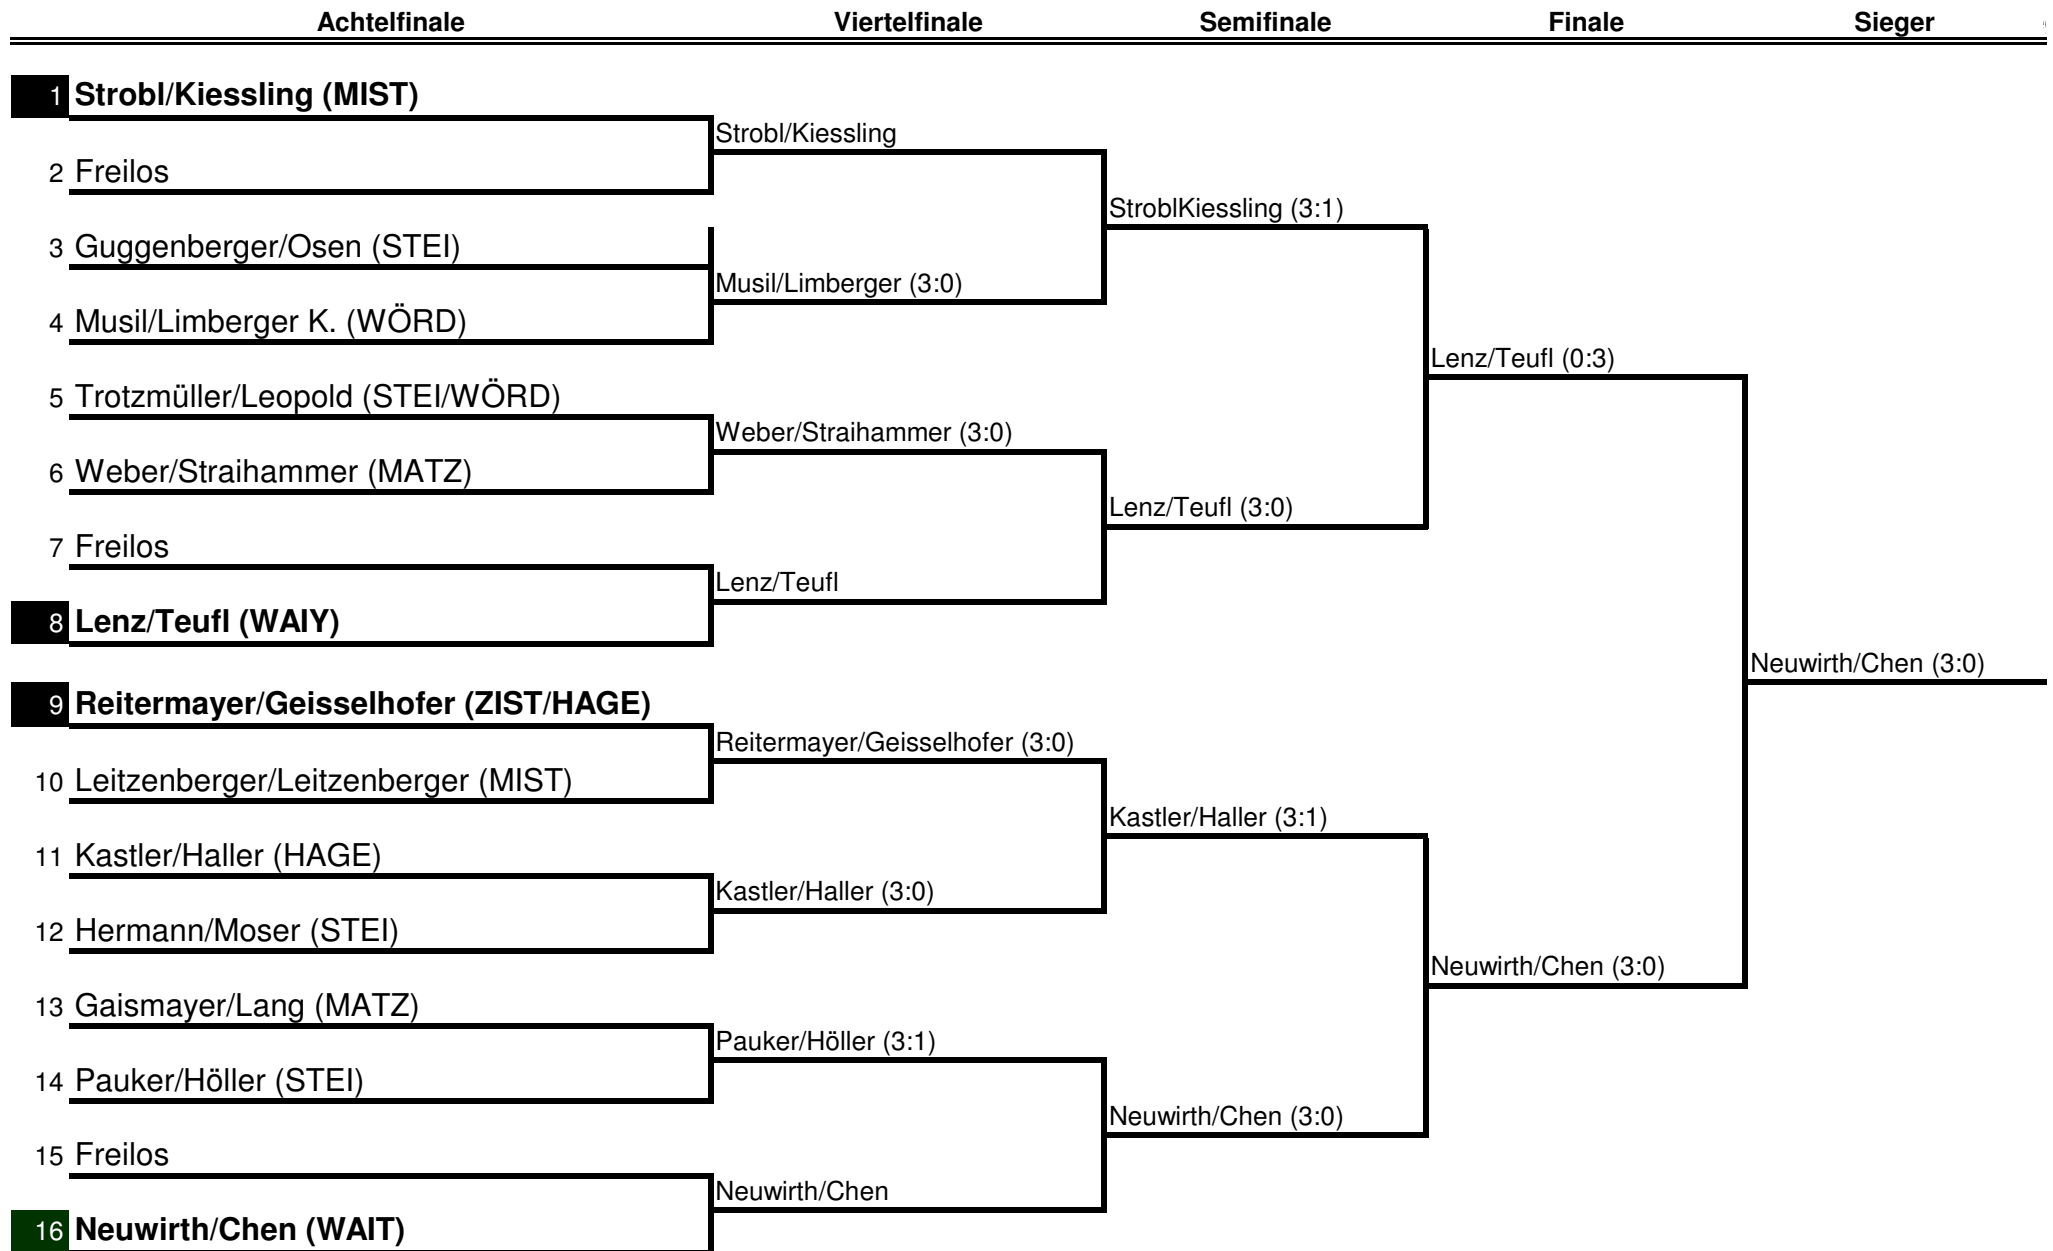 Achtelfinale Viertelfinale Semifinale Finale Sieger
1 Strobl/Kiessling (MIST)
Strobl/Kiessling
2 Freilos
StroblKiessling (3:1)
3 Guggenberger/Osen (STEI)
Musil/Limberger (3:0)
4 Musil/Limberger K. (WÖRD)
Lenz/Teufl (0:3)
5 Trotzmüller/Leopold (STEI/WÖRD)
Weber/Straihammer (3:0)
6 Weber/Straihammer (MATZ)
Lenz/Teufl (3:0)
7 Freilos
Lenz/Teufl
8 Lenz/Teufl (WAIY)
Neuwirth/Chen (3:0)
9 Reitermayer/Geisselhofer (ZIST/HAGE)
Reitermayer/Geisselhofer (3:0)
10 Leitzenberger/Leitzenberger (MIST)
Kastler/Haller (3:1)
11 Kastler/Haller (HAGE)
Kastler/Haller (3:0)
12 Hermann/Moser (STEI)
Neuwirth/Chen (3:0)
13 Gaismayer/Lang (MATZ)
Pauker/Höller (3:1)
14 Pauker/Höller (STEI)
Neuwirth/Chen (3:0)
15 Freilos
Neuwirth/Chen
16 Neuwirth/Chen (WAIT)